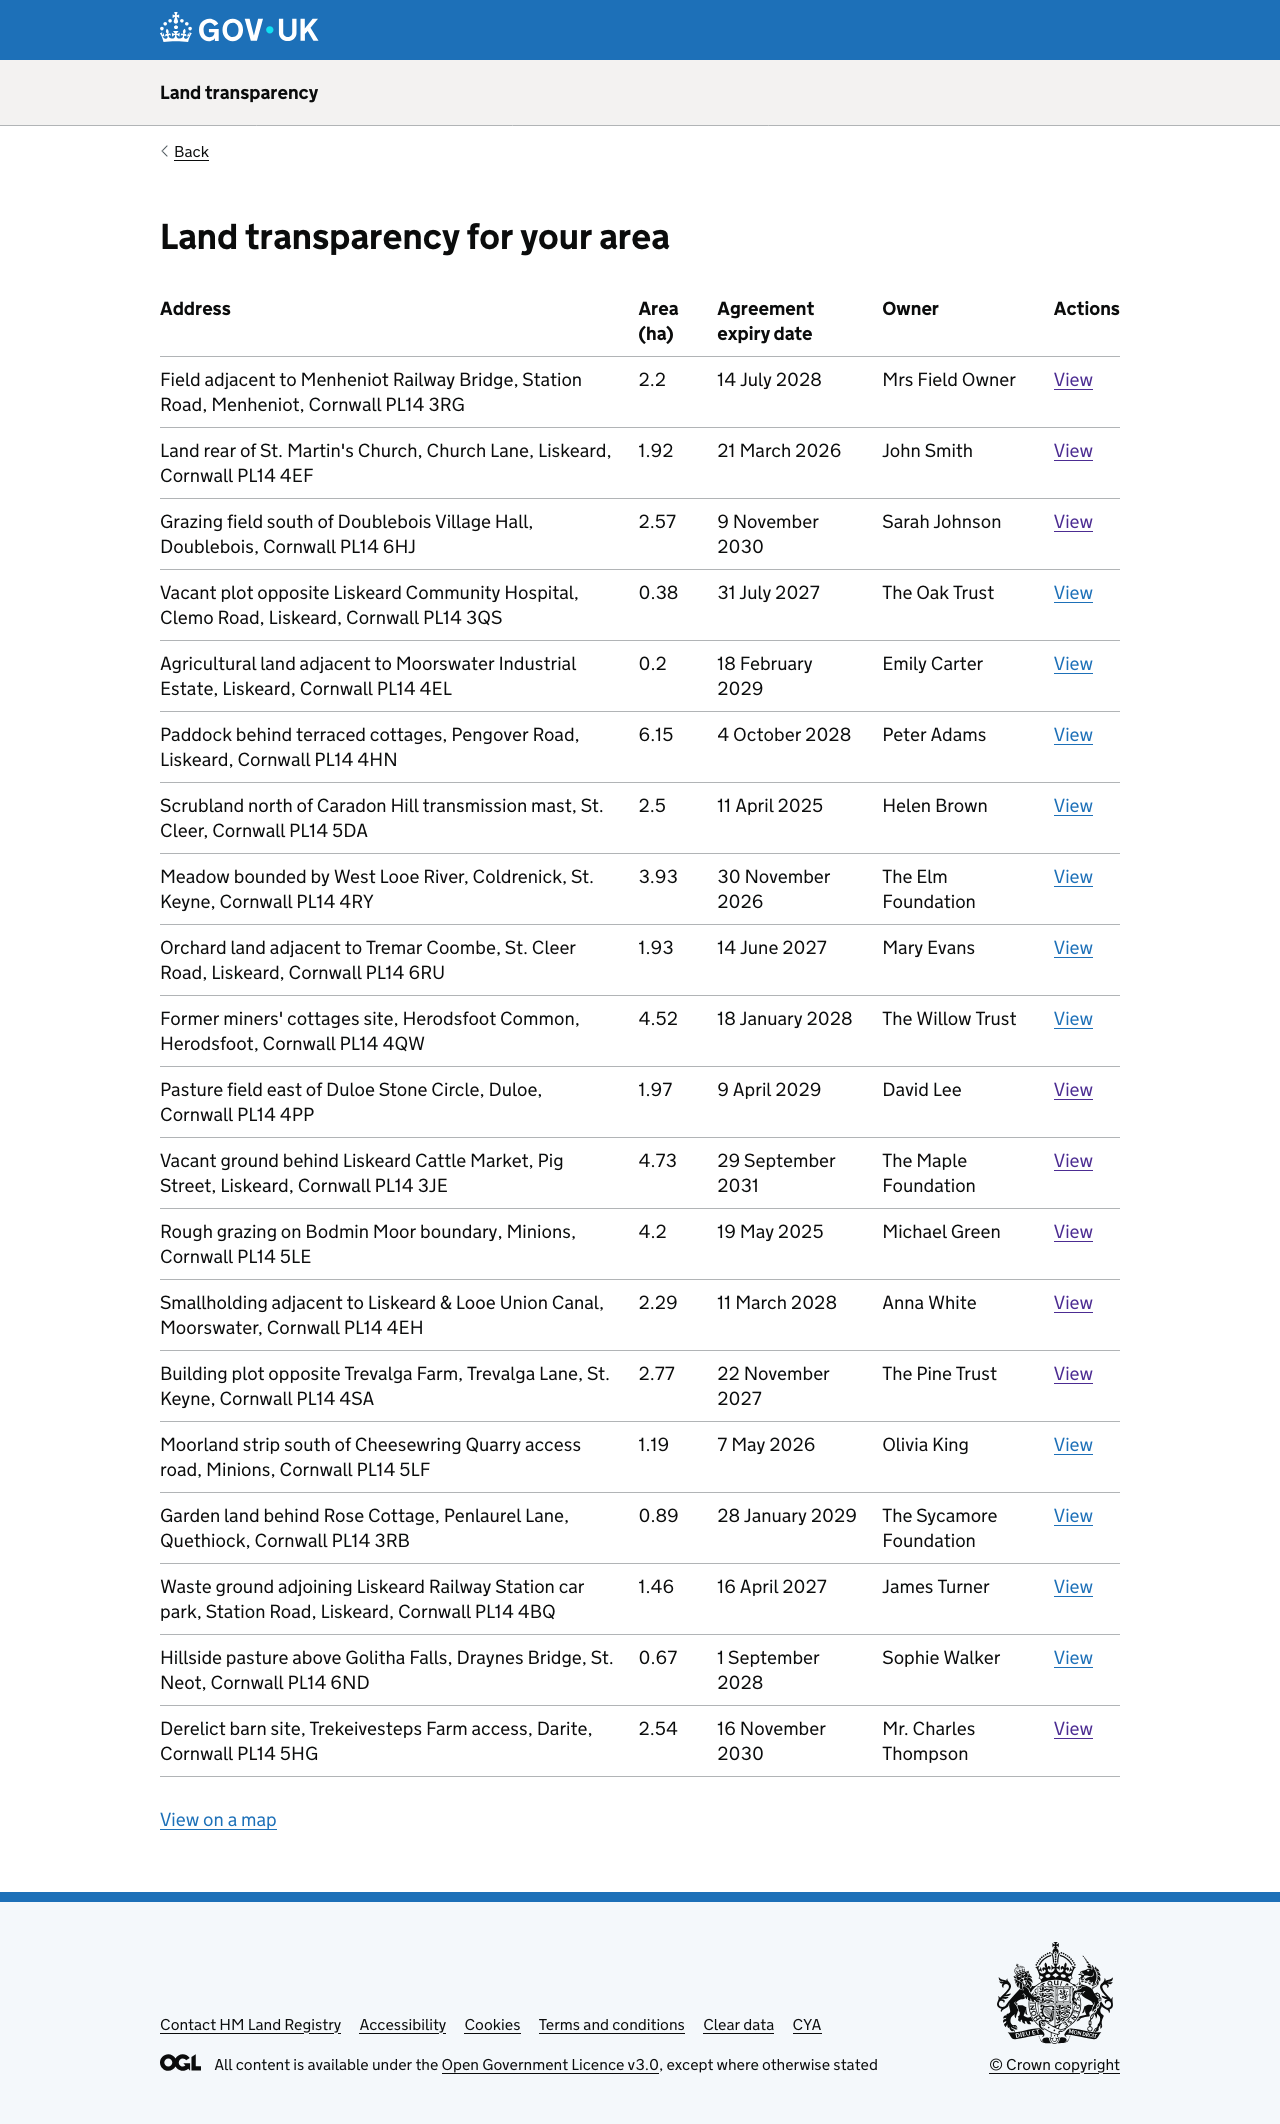 GOV·UK
Land transparency
Back
Land transparency for your area
Address Area (ha) Agreement expiry date Owner Actions
Field adjacent to Menheniot Railway Bridge, Station Road, Menheniot, Cornwall PL14 3RG 2.2 14 July 2028 Mrs Field Owner View
Land rear of St. Martin's Church, Church Lane, Liskeard, Cornwall PL14 4EF 1.92 21 March 2026 John Smith View
Grazing field south of Doublebois Village Hall, Doublebois, Cornwall PL14 6HJ 2.57 9 November 2030 Sarah Johnson View
Vacant plot opposite Liskeard Community Hospital, Clemo Road, Liskeard, Cornwall PL14 3QS 0.38 31 July 2027 The Oak Trust View
Agricultural land adjacent to Moorswater Industrial Estate, Liskeard, Cornwall PL14 4EL 0.2 18 February 2029 Emily Carter View
Paddock behind terraced cottages, Pengover Road, Liskeard, Cornwall PL14 4HN 6.15 4 October 2028 Peter Adams View
Scrubland north of Caradon Hill transmission mast, St. Cleer, Cornwall PL14 5DA 2.5 11 April 2025 Helen Brown View
Meadow bounded by West Looe River, Coldrenick, St. Keyne, Cornwall PL14 4RY 3.93 30 November 2026 The Elm Foundation View
Orchard land adjacent to Tremar Coombe, St. Cleer Road, Liskeard, Cornwall PL14 6RU 1.93 14 June 2027 Mary Evans View
Former miners' cottages site, Herodsfoot Common, Herodsfoot, Cornwall PL14 4QW 4.52 18 January 2028 The Willow Trust View
Pasture field east of Duloe Stone Circle, Duloe, Cornwall PL14 4PP 1.97 9 April 2029 David Lee View
Vacant ground behind Liskeard Cattle Market, Pig Street, Liskeard, Cornwall PL14 3JE 4.73 29 September 2031 The Maple Foundation View
Rough grazing on Bodmin Moor boundary, Minions, Cornwall PL14 5LE 4.2 19 May 2025 Michael Green View
Smallholding adjacent to Liskeard & Looe Union Canal, Moorswater, Cornwall PL14 4EH 2.29 11 March 2028 Anna White View
Building plot opposite Trevalga Farm, Trevalga Lane, St. Keyne, Cornwall PL14 4SA 2.77 22 November 2027 The Pine Trust View
Moorland strip south of Cheesewring Quarry access road, Minions, Cornwall PL14 5LF 1.19 7 May 2026 Olivia King View
Garden land behind Rose Cottage, Penlaurel Lane, Quethiock, Cornwall PL14 3RB 0.89 28 January 2029 The Sycamore Foundation View
Waste ground adjoining Liskeard Railway Station car park, Station Road, Liskeard, Cornwall PL14 4BQ 1.46 16 April 2027 James Turner View
Hillside pasture above Golitha Falls, Draynes Bridge, St. Neot, Cornwall PL14 6ND 0.67 1 September 2028 Sophie Walker View
Derelict barn site, Trekeivesteps Farm access, Darite, Cornwall PL14 5HG 2.54 16 November 2030 Mr. Charles Thompson View
View on a map
Contact HM Land Registry Accessibility Cookies Terms and conditions Clear data CYA
OGL All content is available under the Open Government Licence v3.0, except where otherwise stated
© Crown copyright